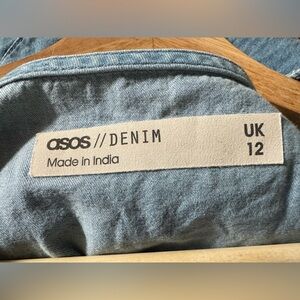 asos //DENIM
Made in India
UK
12